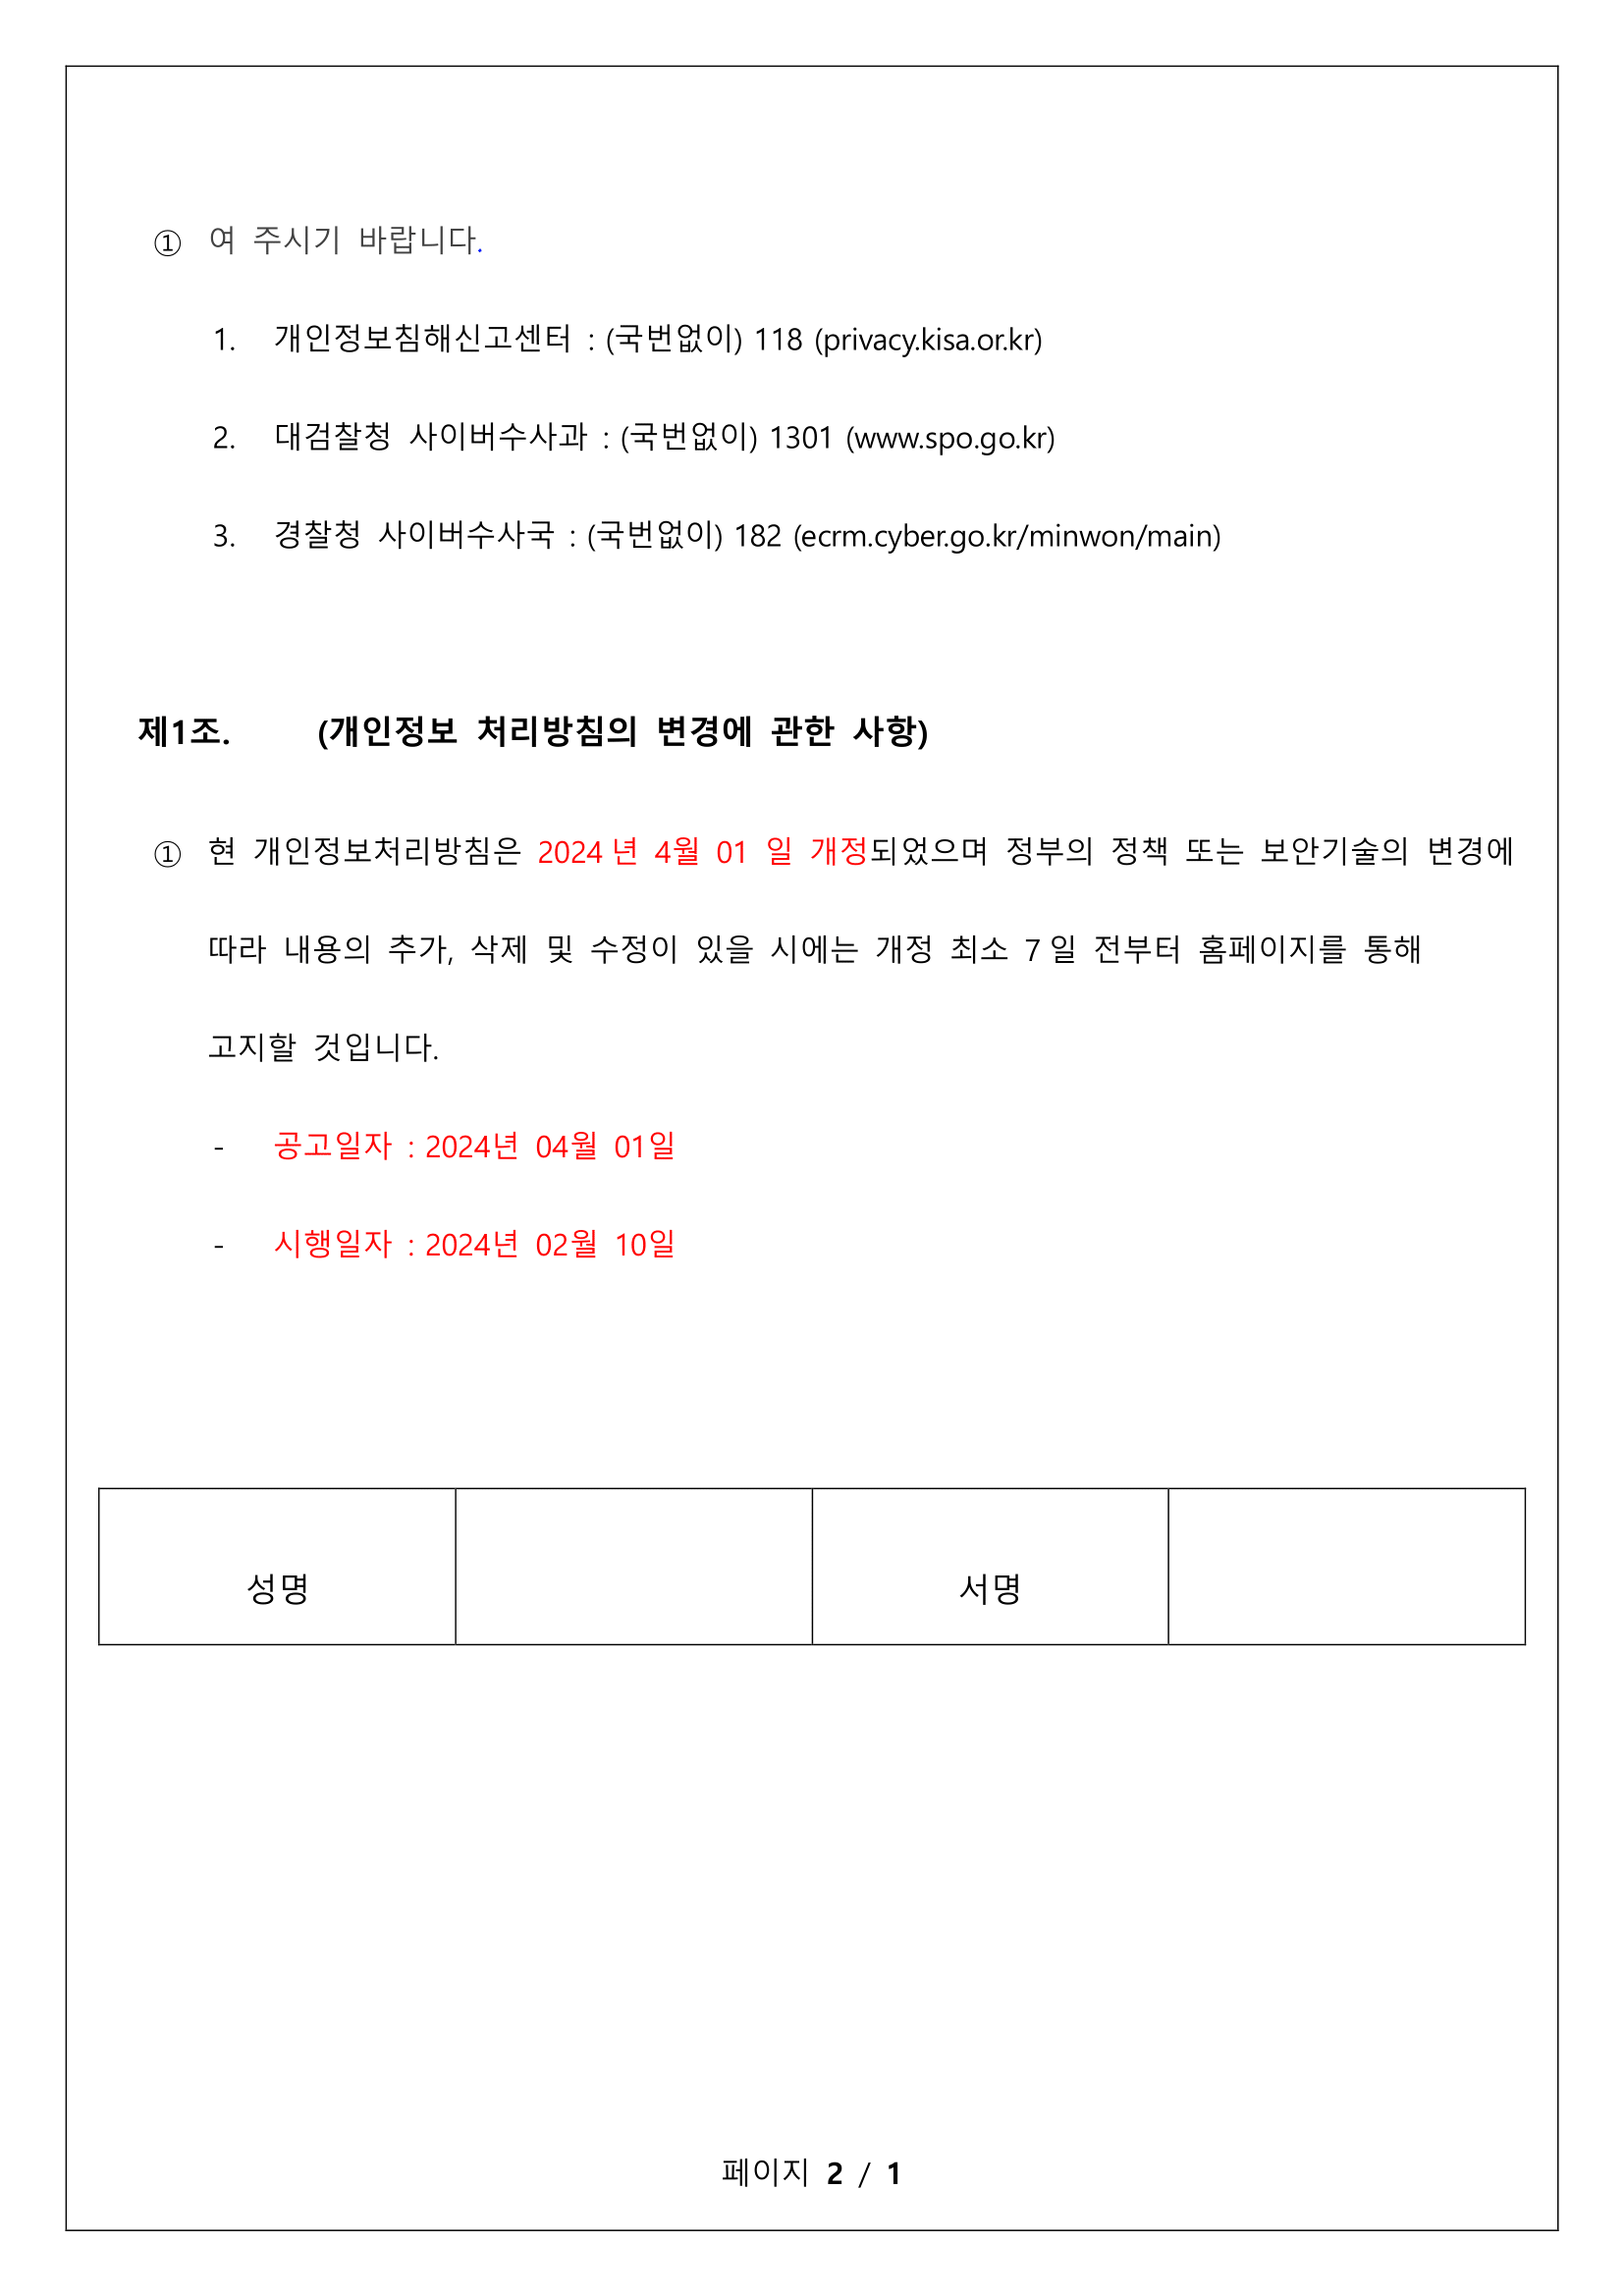 ① 여 주시기 바랍니다.
1. 개인정보침해신고센터 : (국번없이) 118 (privacy.kisa.or.kr)
2. 대검찰청 사이버수사과 : (국번없이) 1301 (www.spo.go.kr)
3. 경찰청 사이버수사국 : (국번없이) 182 (ecrm.cyber.go.kr/minwon/main)
제1조. (개인정보 처리방침의 변경에 관한 사항)
① 현 개인정보처리방침은 2024 년 4월 01 일 개정되었으며 정부의 정책 또는 보안기술의 변경에
따라 내용의 추가, 삭제 및 수정이 있을 시에는 개정 최소 7 일 전부터 홈페이지를 통해
고지할 것입니다.
- 공고일자 : 2024년 04월 01일
- 시행일자 : 2024년 02월 10일
성명 서명
페이지 2 / 1